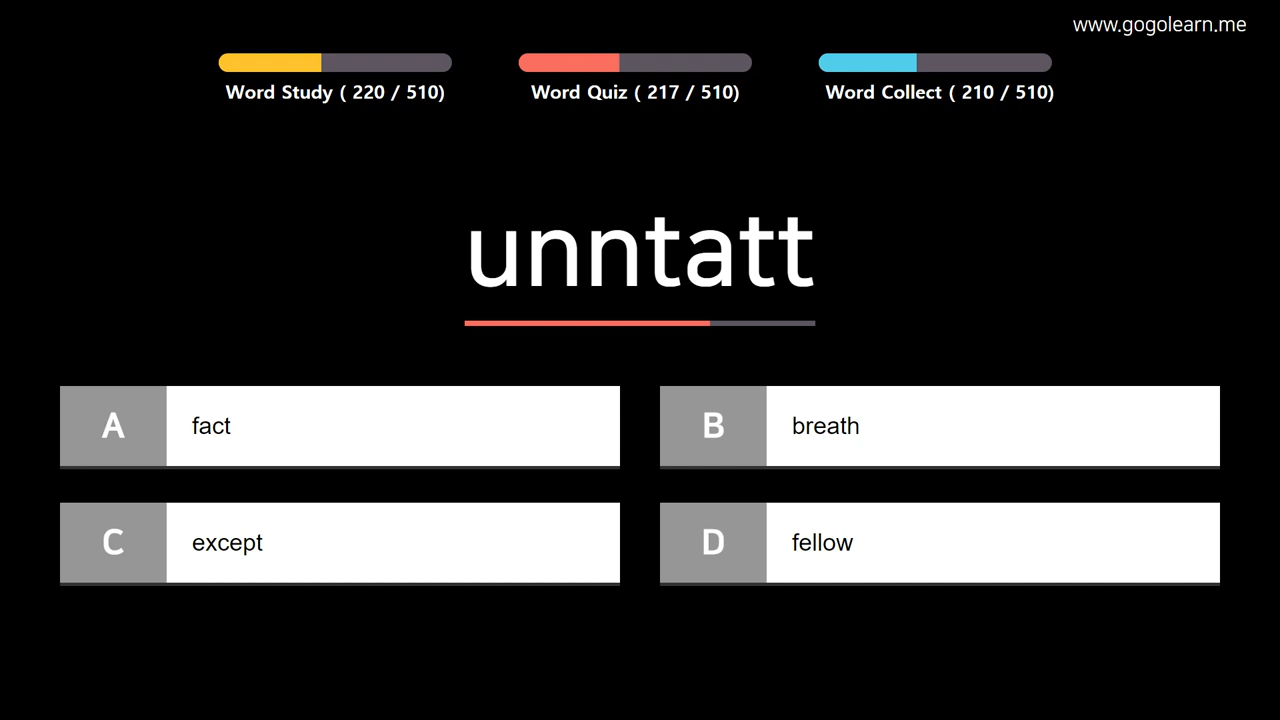 www.gogolearn.me
Word Study ( 220 / 510)
Word Quiz ( 217 / 510)
Word Collect ( 210 / 510)
unntatt
A fact
B breath
C except
D fellow